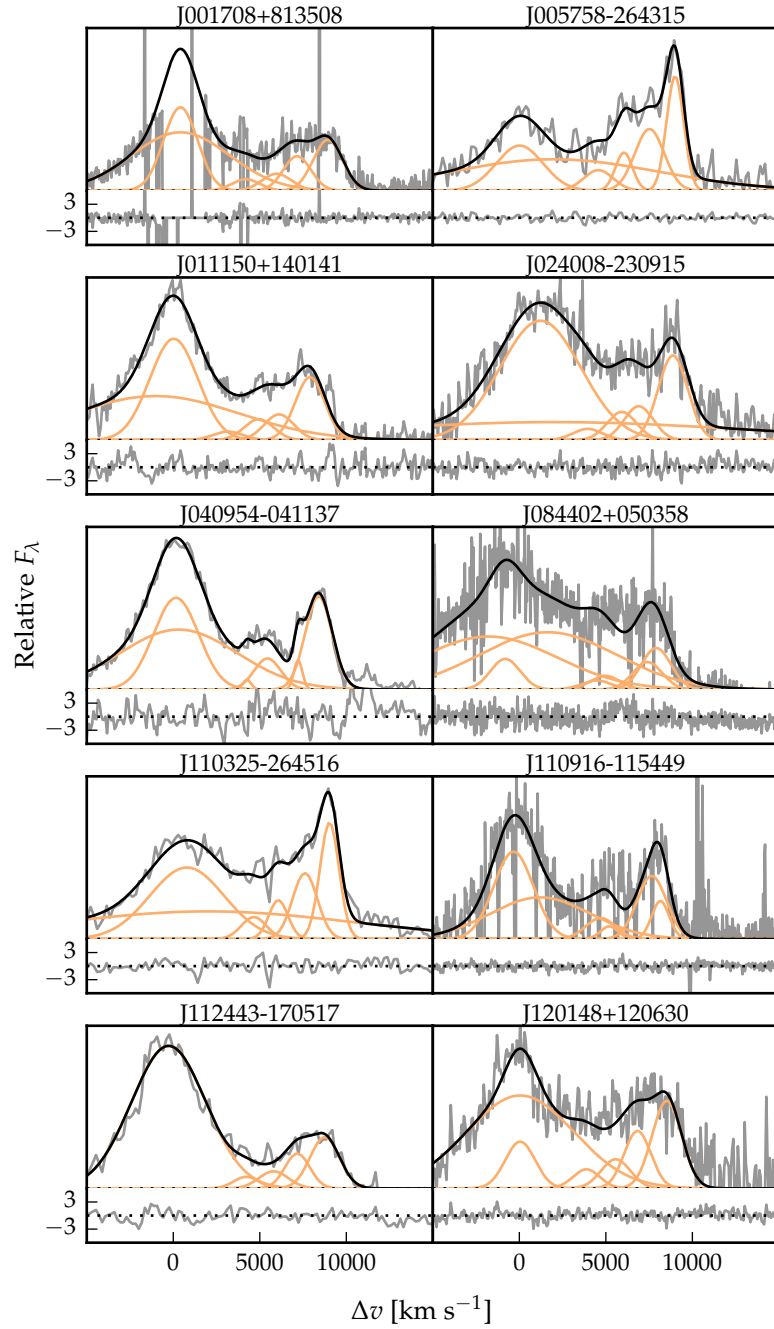 J001708+813508 J005758-264315
3
−3
J011150+140141 J024008-230915
3
−3
J040954-041137 J084402+050358
3
−3
Relative F_λ
J110325-264516 J110916-115449
3
−3
J112443-170517 J120148+120630
3
−3
0 5000 10000 0 5000 10000
Δv [km s⁻¹]